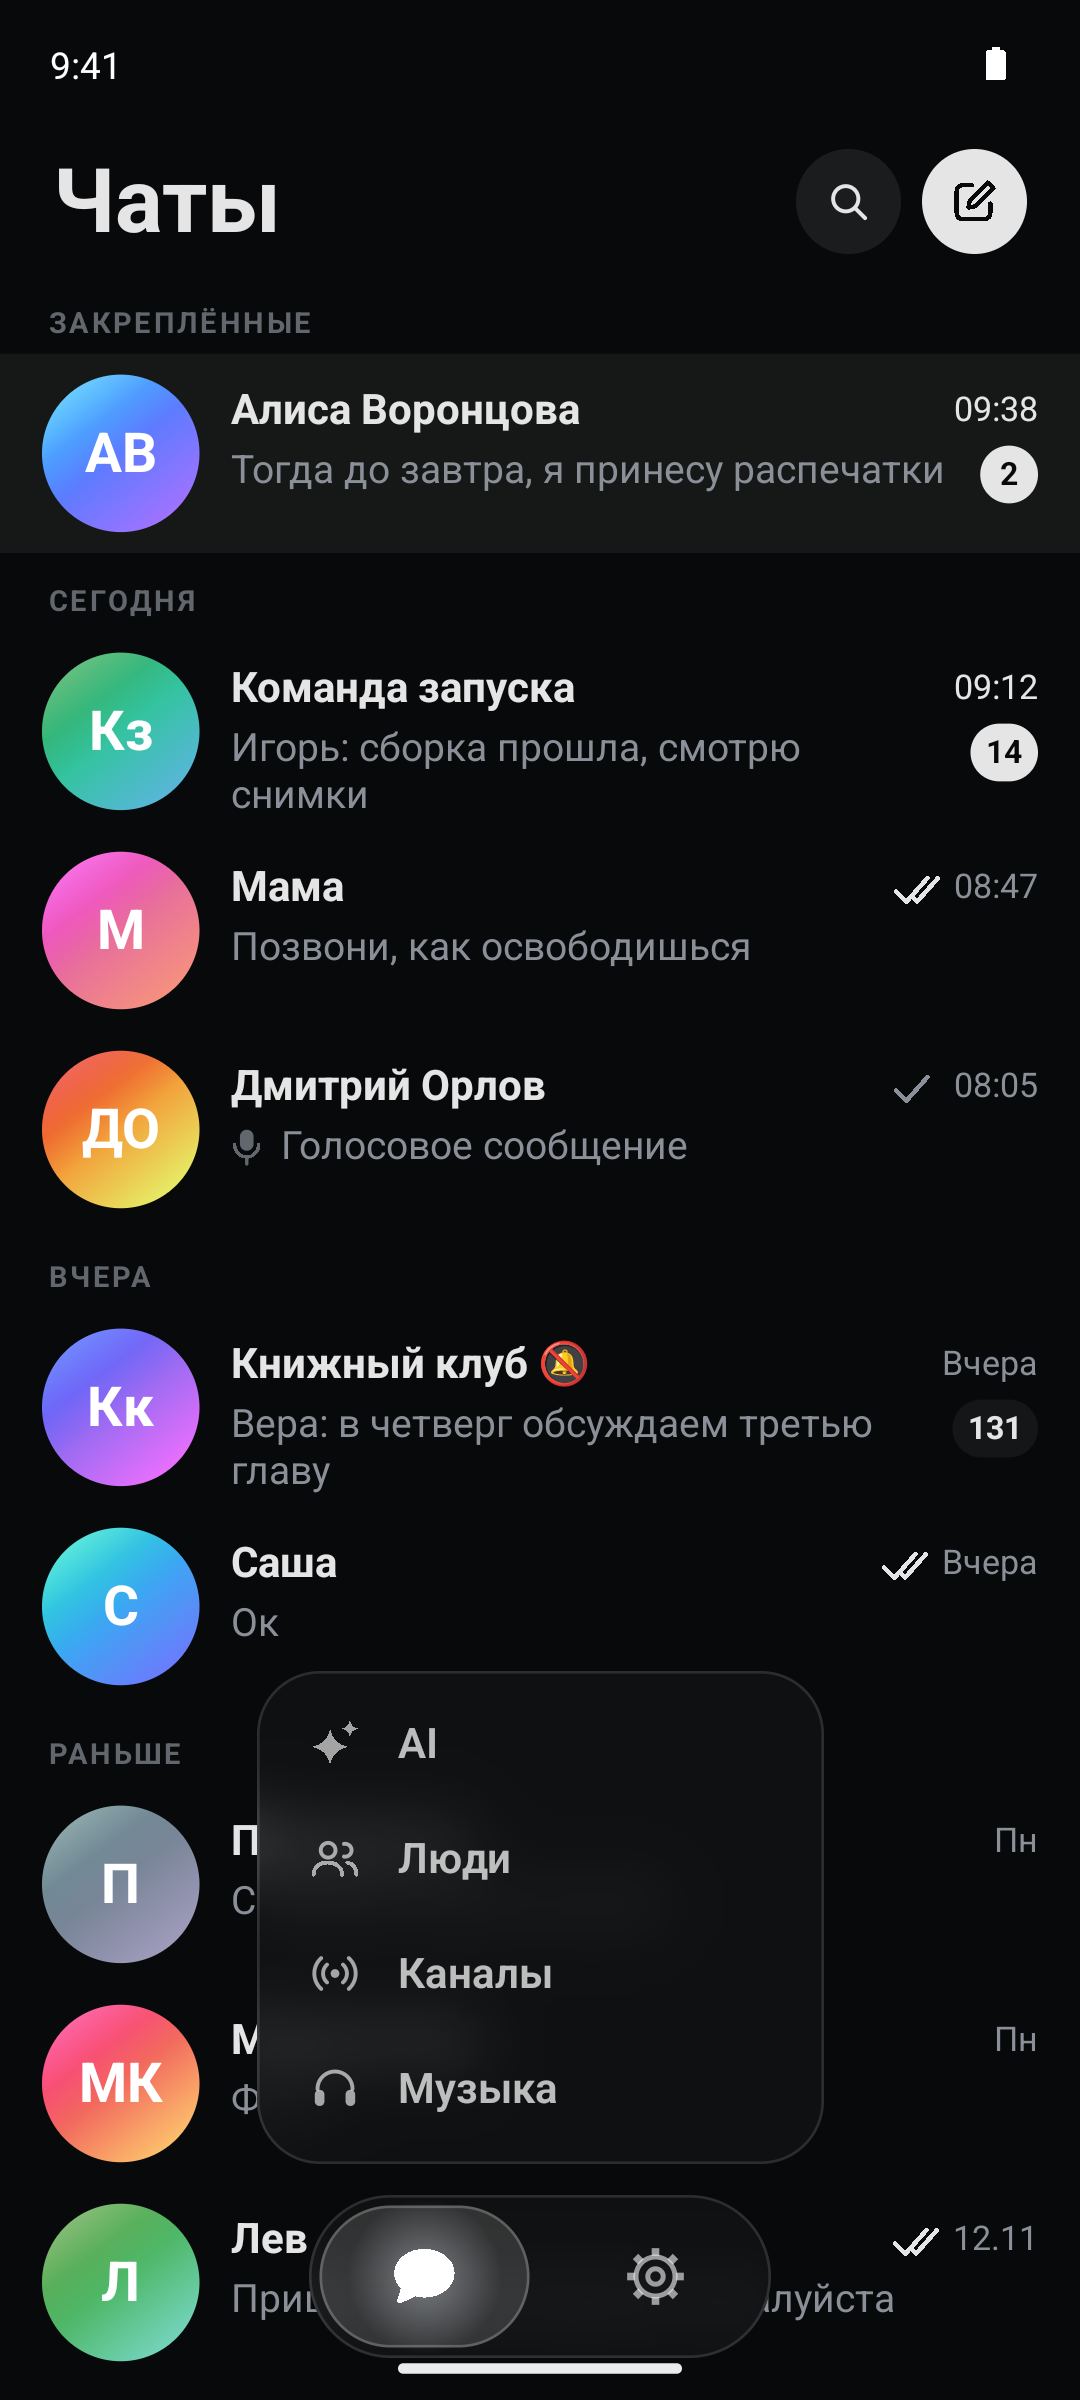 9:41
Чаты
ЗАКРЕПЛЁННЫЕ
АВ
Алиса Воронцова
09:38
Тогда до завтра, я принесу распечатки
2
СЕГОДНЯ
Кз
Команда запуска
09:12
Игорь: сборка прошла, смотрю
снимки
14
М
Мама
08:47
Позвони, как освободишься
ДО
Дмитрий Орлов
08:05
Голосовое сообщение
ВЧЕРА
Кк
Книжный клуб
Вчера
Вера: в четверг обсуждаем третью
главу
131
С
Саша
Вчера
Ок
РАНЬШЕ
AI
П
Пн
Люди
Каналы
МК
Пн
Музыка
Л
Лев
12.11